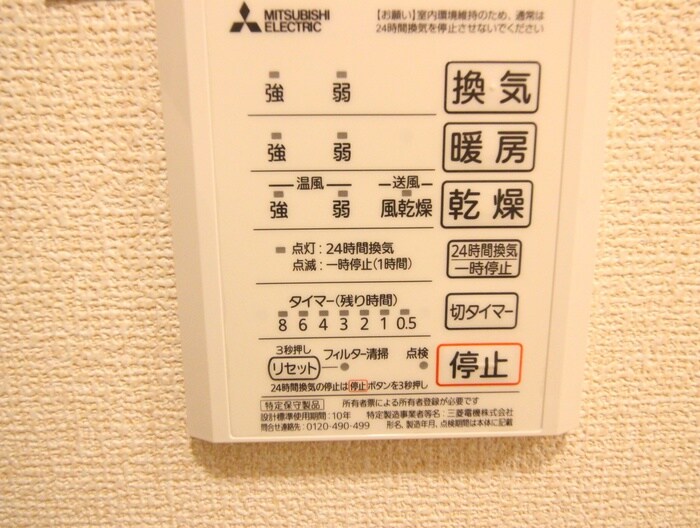 MITSUBISHI ELECTRIC
【お願い】室内環境維持のため、通常は
24時間換気を停止させないでください
強 弱 換気
強 弱 暖房
温風 送風
強 弱 風乾燥 乾燥
点灯:24時間換気
点滅:一時停止(1時間)
24時間換気
一時停止
タイマー(残り時間)
8 6 4 3 2 1 0.5
切タイマー
3秒押し
リセット フィルター清掃 点検
停止
24時間換気の停止は停止ボタンを3秒押し
特定保守製品 所有者票による所有者登録が必要です
設計標準使用期間:10年 特定製造事業者等名:三菱電機株式会社
問合せ連絡先:0120-490-499 形名、製造年月、点検期間は本体に記載